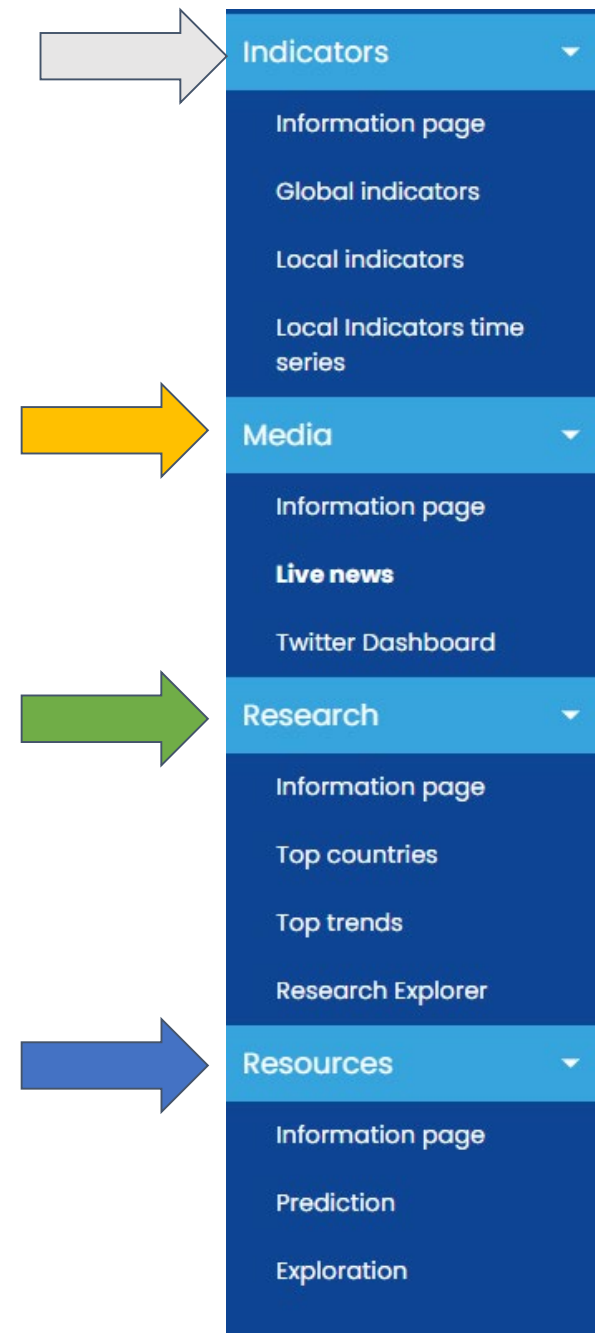 Indicators
Information page
Global indicators
Local indicators
Local Indicators time
series
Media
Information page
Live news
Twitter Dashboard
Research
Information page
Top countries
Top trends
Research Explorer
Resources
Information page
Prediction
Exploration